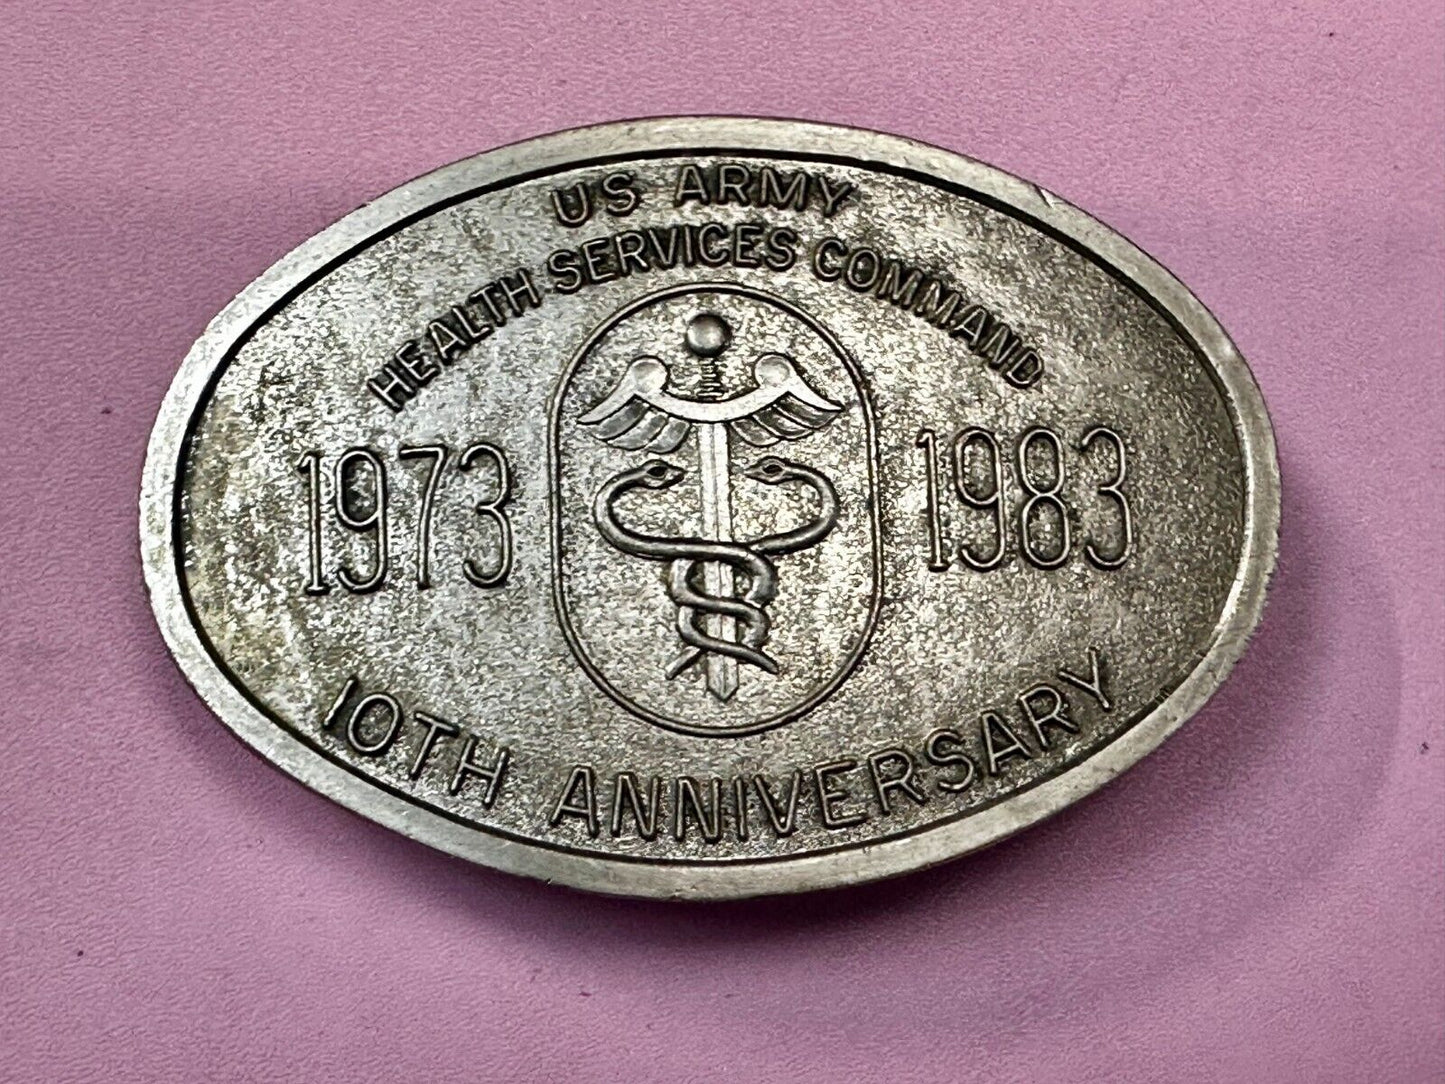 US ARMY
HEALTH SERVICES COMMAND
1973 1983
10TH ANNIVERSARY